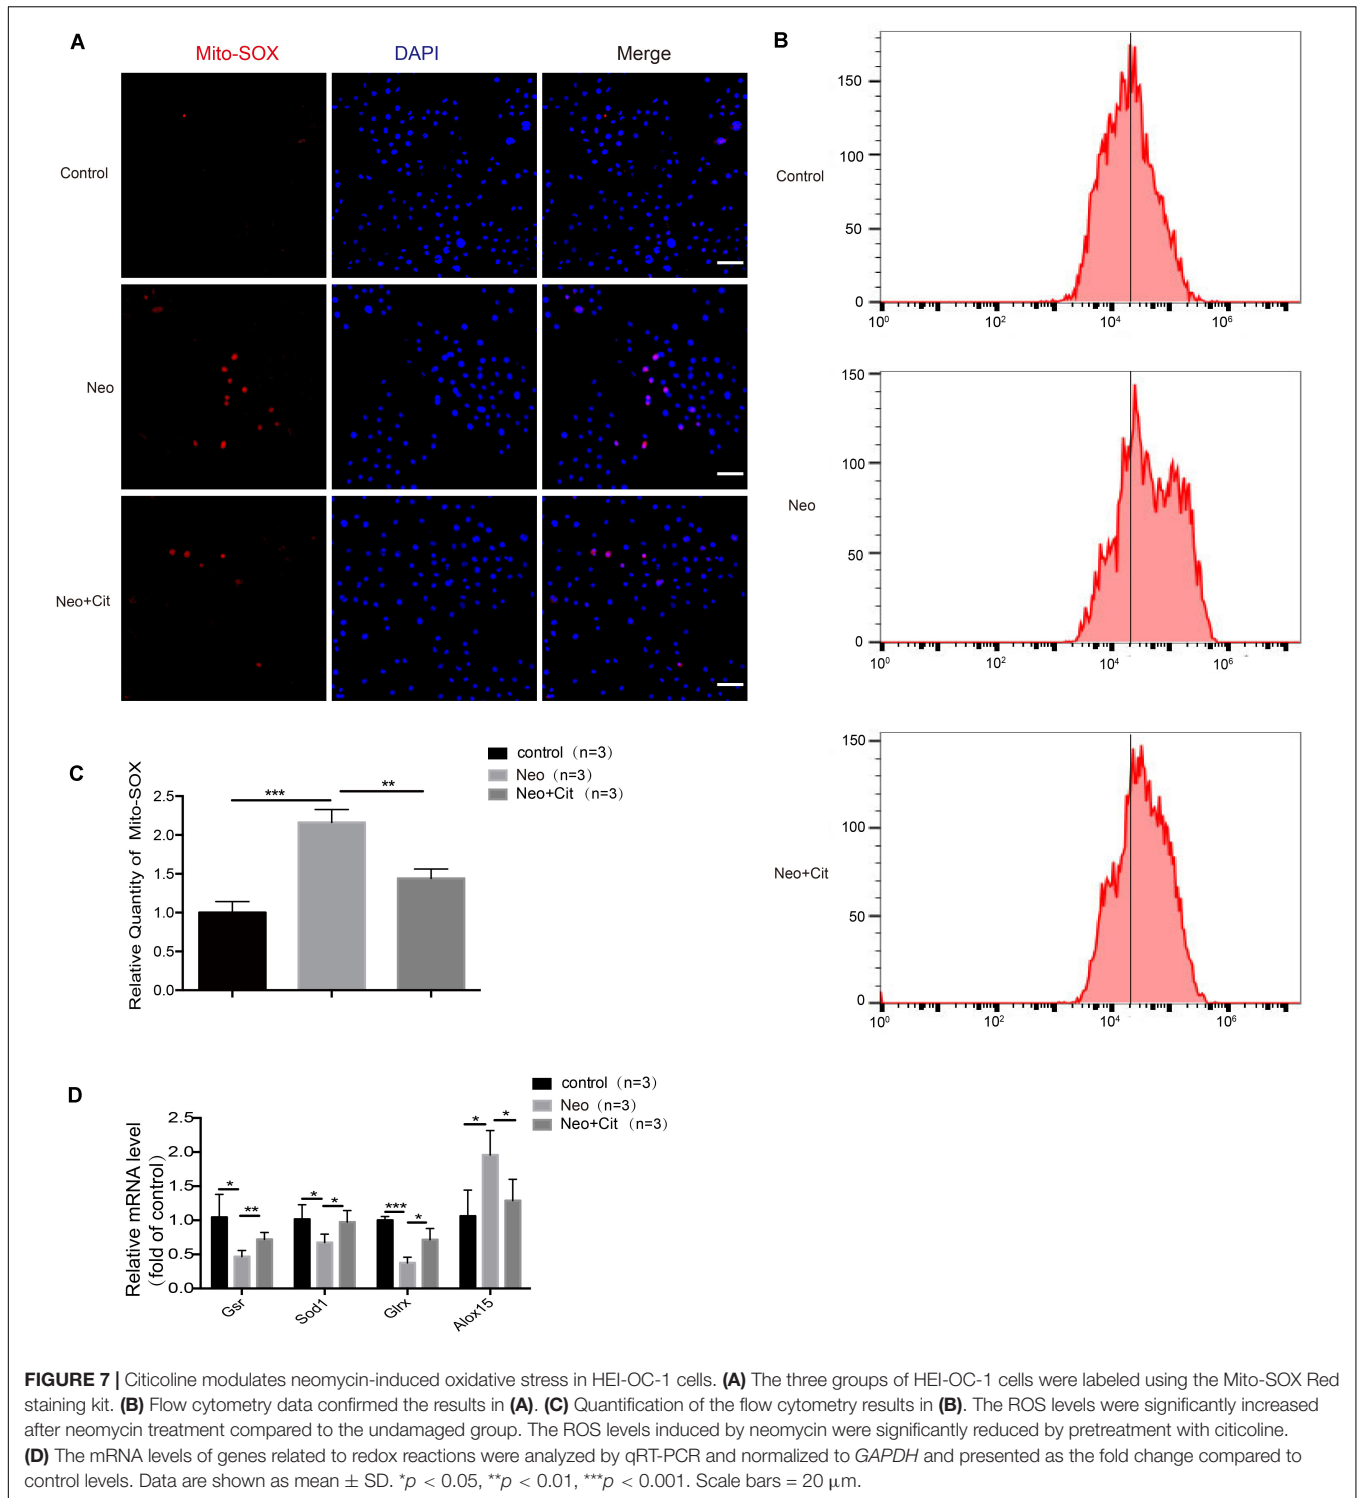 A
Mito-SOX
DAPI
Merge
Control
Neo
Neo+Cit
B
150
100
50
0
10⁰
10²
10⁴
10⁶
Control
150
100
50
0
10⁰
10²
10⁴
10⁶
Neo
150
100
50
0
10⁰
10²
10⁴
10⁶
Neo+Cit
C
control (n=3)
Neo (n=3)
Neo+Cit (n=3)
Relative Quantity of Mito-SOX
2.5
2.0
1.5
1.0
0.5
0.0
***
**
D
control (n=3)
Neo (n=3)
Neo+Cit (n=3)
Relative mRNA level
(fold of control)
2.5
2.0
1.5
1.0
0.5
0.0
*
**
*
*
***
*
*
*
Gsr
Sod1
Glrx
Alox15
FIGURE 7 | Citicoline modulates neomycin-induced oxidative stress in HEI-OC-1 cells. (A) The three groups of HEI-OC-1 cells were labeled using the Mito-SOX Red
staining kit. (B) Flow cytometry data confirmed the results in (A). (C) Quantification of the flow cytometry results in (B). The ROS levels were significantly increased
after neomycin treatment compared to the undamaged group. The ROS levels induced by neomycin were significantly reduced by pretreatment with citicoline.
(D) The mRNA levels of genes related to redox reactions were analyzed by qRT-PCR and normalized to GAPDH and presented as the fold change compared to
control levels. Data are shown as mean ± SD. *p < 0.05, **p < 0.01, ***p < 0.001. Scale bars = 20 μm.